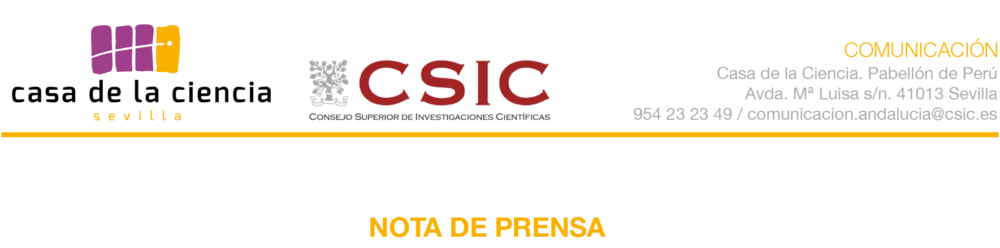 casa de la ciencia
sevilla
CSIC
CONSEJO SUPERIOR DE INVESTIGACIONES CIENTÍFICAS
COMUNICACIÓN
Casa de la Ciencia. Pabellón de Perú
Avda. Mª Luisa s/n. 41013 Sevilla
954 23 23 49 / comunicacion.andalucia@csic.es
NOTA DE PRENSA